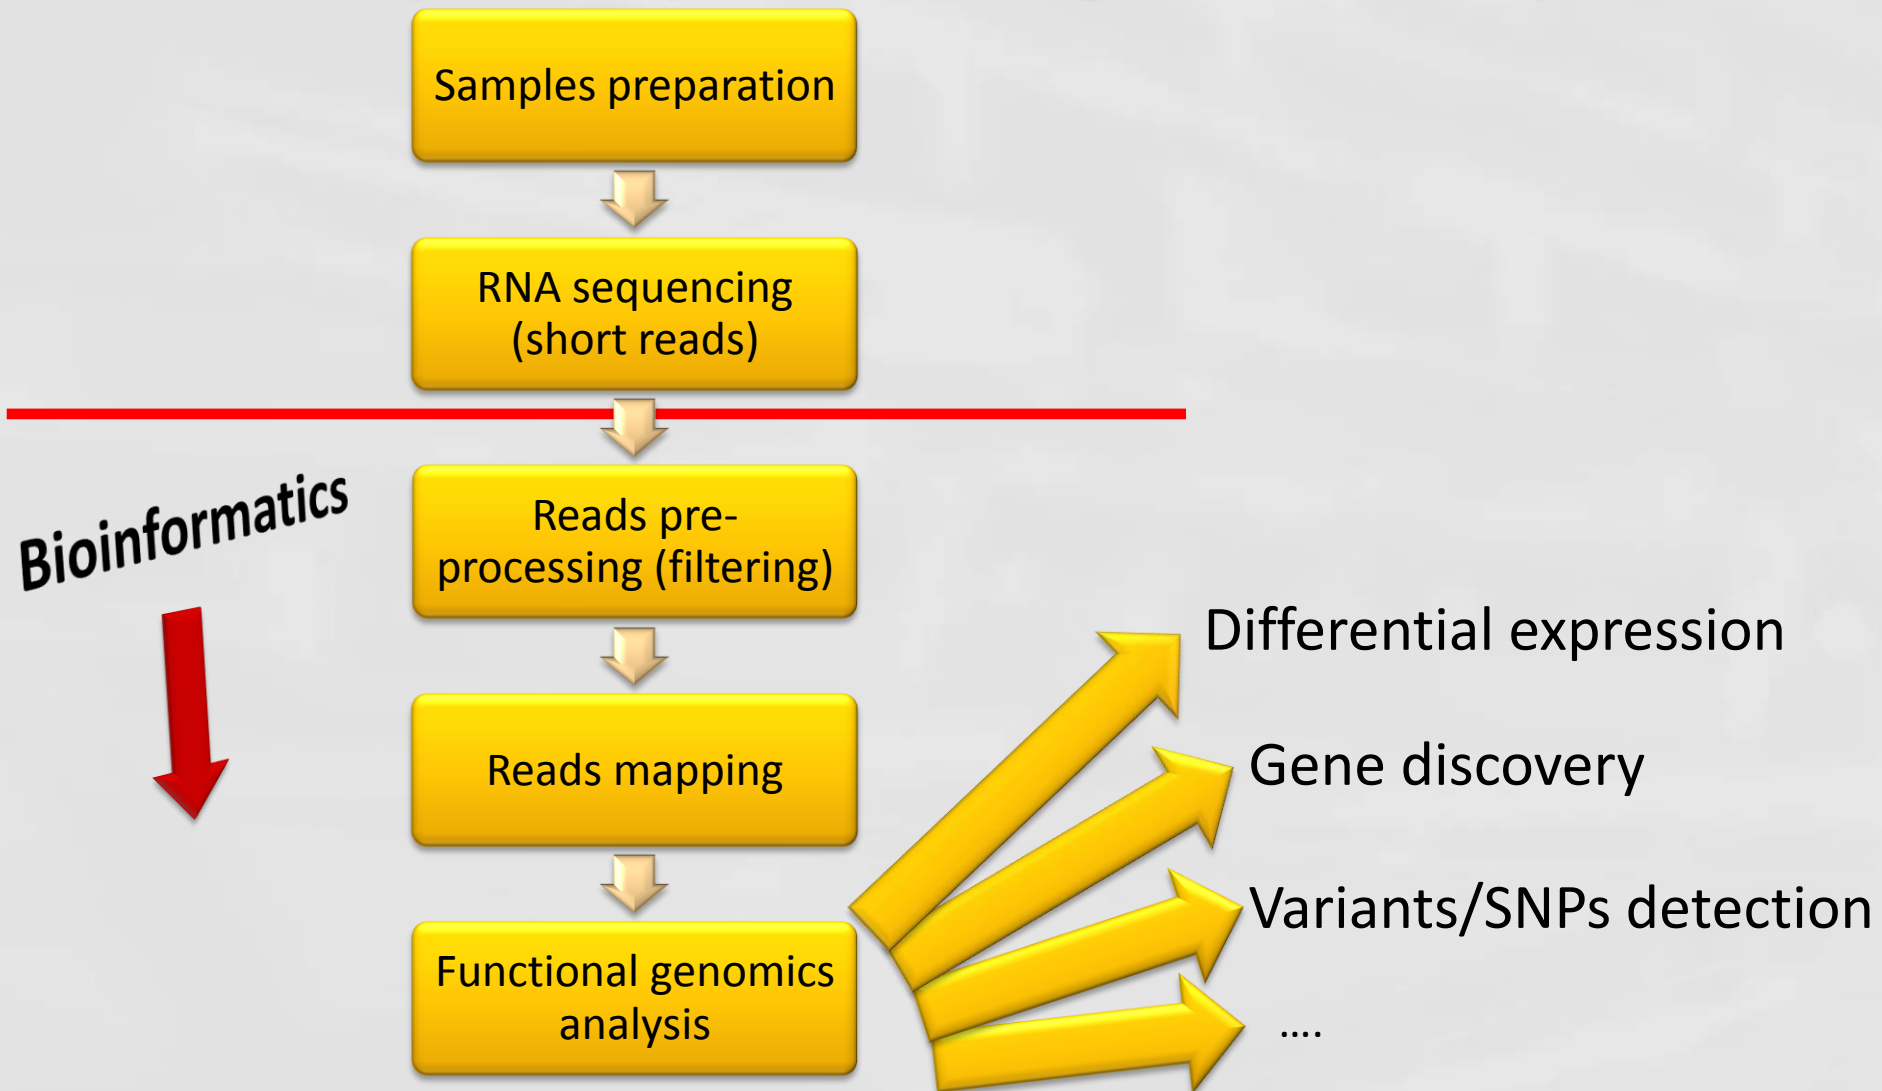 Samples preparation
RNA sequencing
(short reads)
Bioinformatics
Reads pre-
processing (filtering)
Reads mapping
Functional genomics
analysis
Differential expression
Gene discovery
Variants/SNPs detection
....